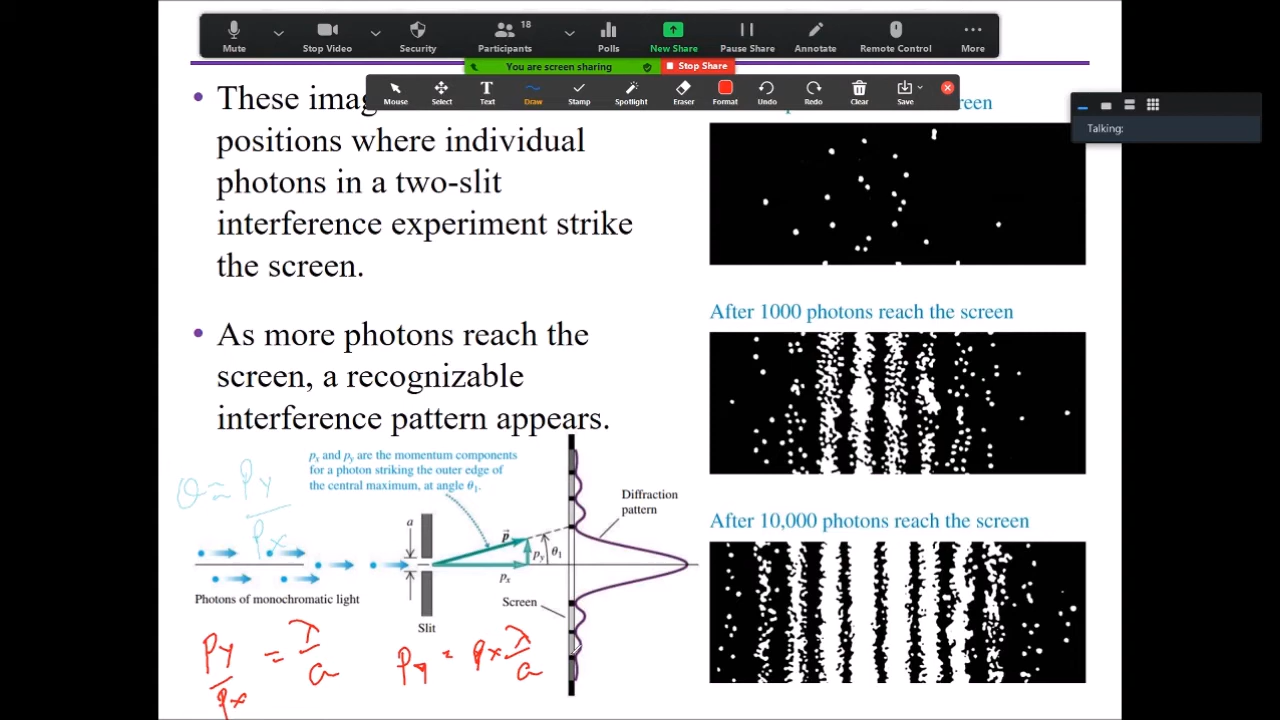 18
Mute
Stop Video
Security
Participants
Polls
New Share
Pause Share
Annotate
Remote Control
More
You are screen sharing
Stop Share
Mouse
Select
Text
Draw
Stamp
Spotlight
Eraser
Format
Undo
Redo
Clear
Save
Talking:
• These
positions where individual
photons in a two-slit
interference experiment strike
the screen.
• As more photons reach the
screen, a recognizable
interference pattern appears.
After 1000 photons reach the screen
After 10,000 photons reach the screen
px and py are the momentum components
for a photon striking the outer edge of
the central maximum, at angle θ1.
Diffraction
pattern
a
p
py
θ1
px
Screen
Slit
Photons of monochromatic light
θ ≈ Py
Px
Py = λ
Px a
Py = Px λ
a